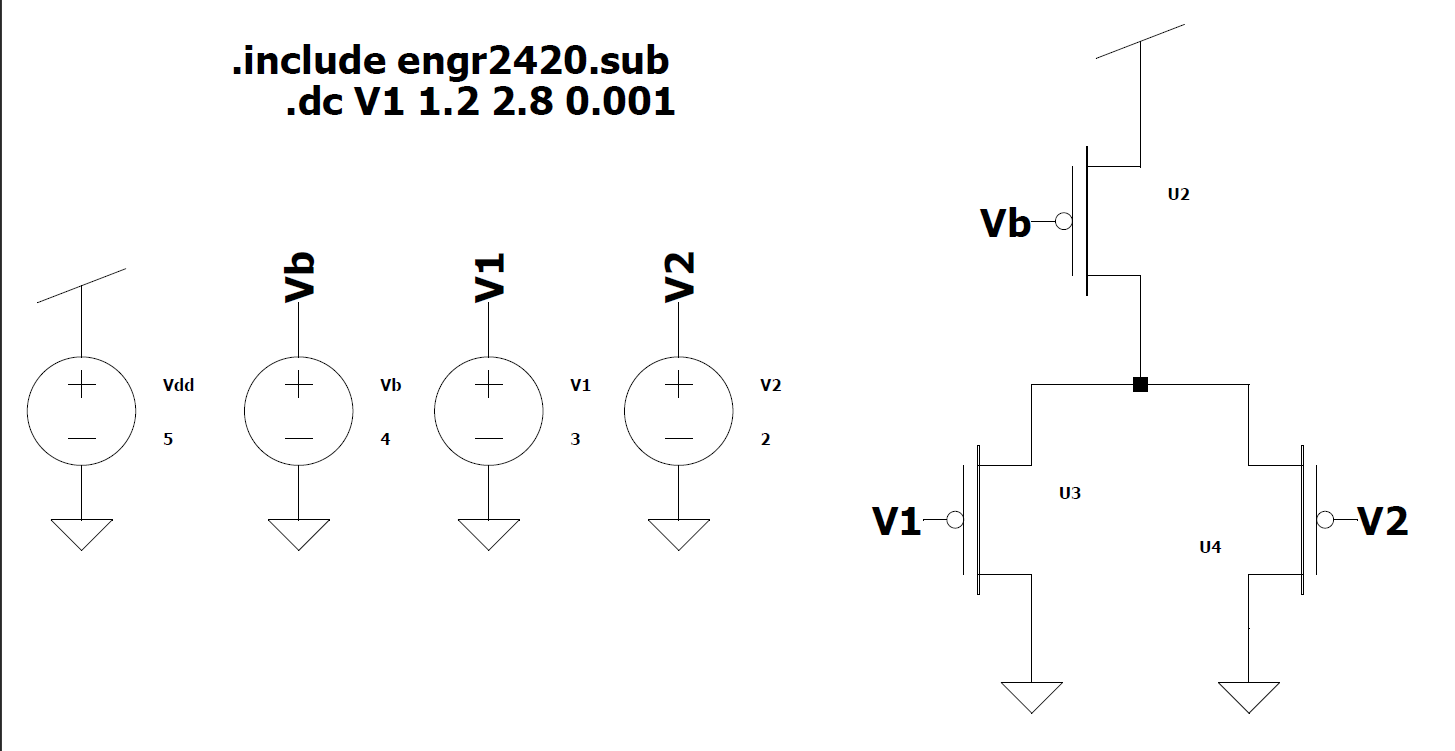 .include engr2420.sub
.dc V1 1.2 2.8 0.001
U2
Vb
Vb
V1
V2
Vdd
5
Vb
4
V1
3
V2
2
U3
V1
U4
V2